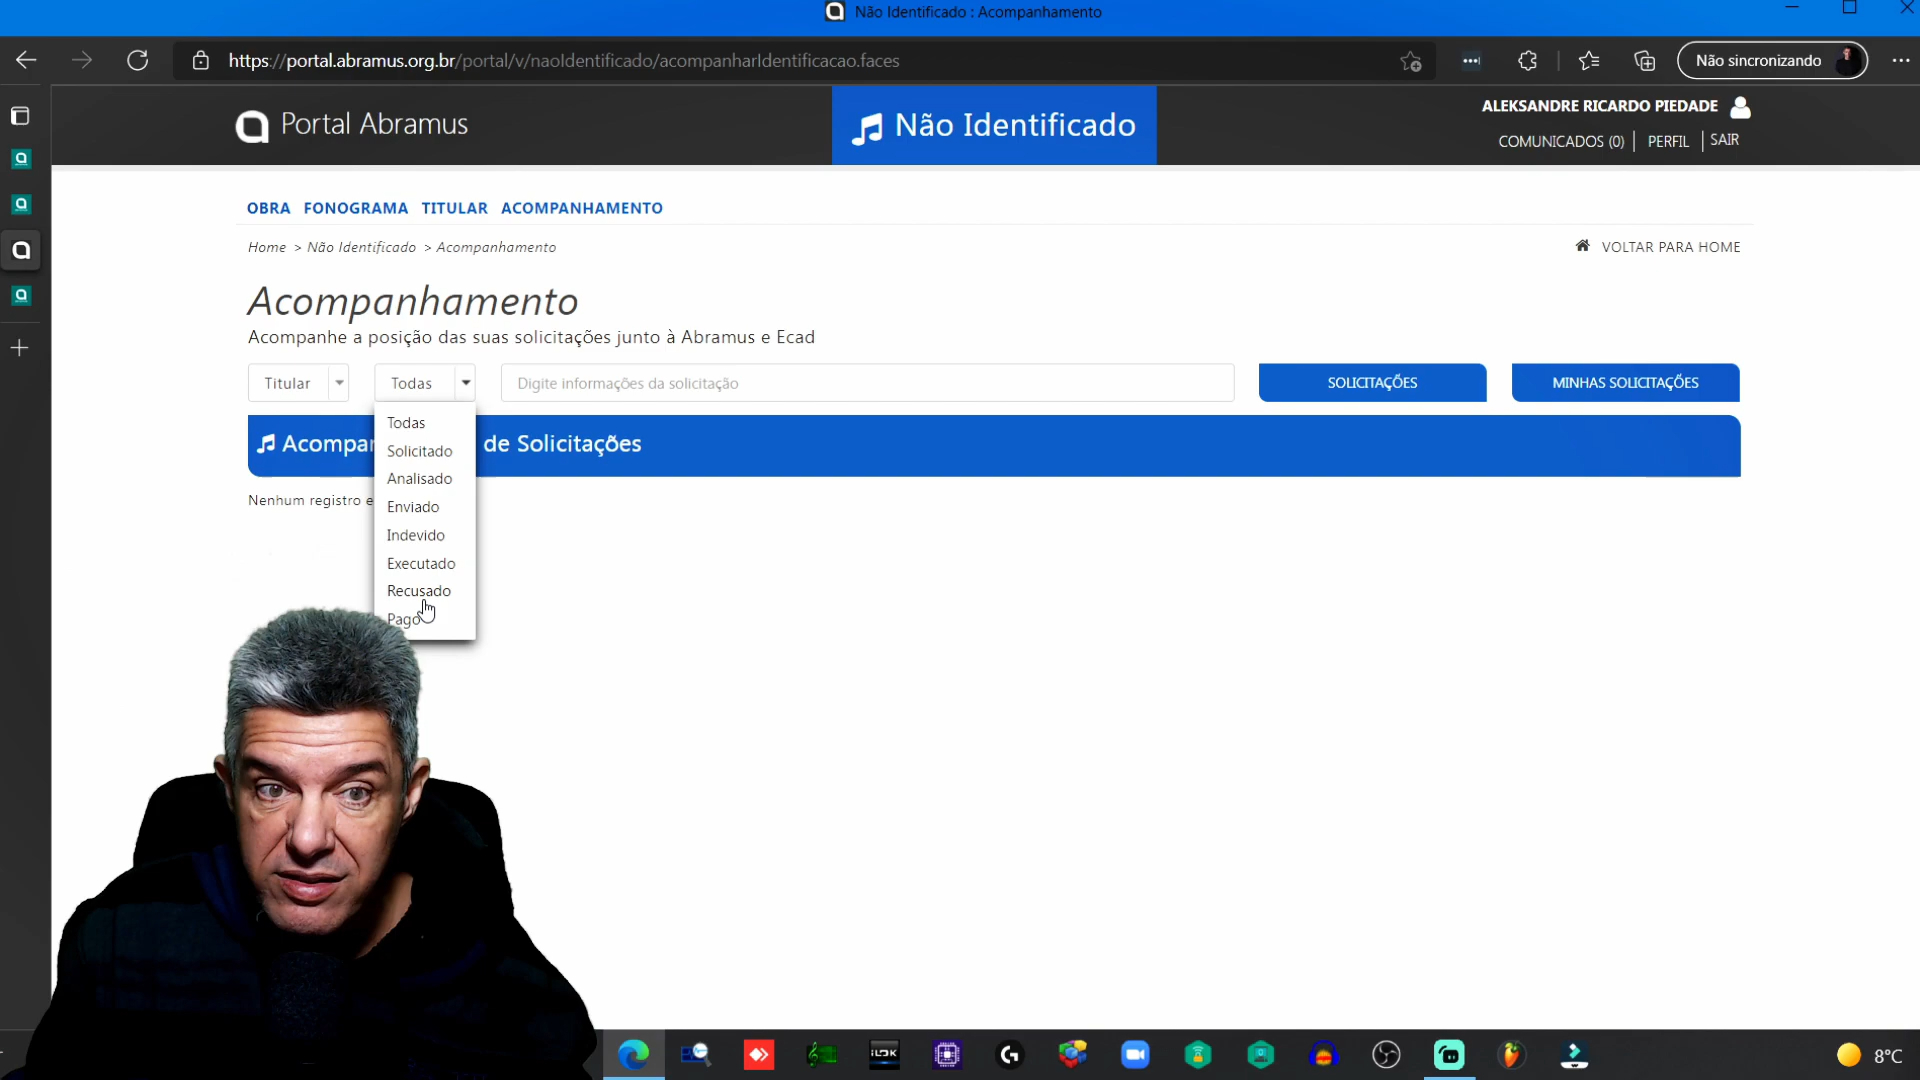 Não Identificado : Acompanhamento
https://portal.abramus.org.br/portal/v/naoIdentificado/acompanharIdentificacao.faces
Não sincronizando
Portal Abramus
Não Identificado
ALEKSANDRE RICARDO PIEDADE
COMUNICADOS (0) PERFIL SAIR
OBRA FONOGRAMA TITULAR ACOMPANHAMENTO
Home > Não Identificado > Acompanhamento
VOLTAR PARA HOME
Acompanhamento
Acompanhe a posição das suas solicitações junto à Abramus e Ecad
Titular
Todas
Digite informações da solicitação
SOLICITAÇÕES
MINHAS SOLICITAÇÕES
Todas
Solicitado
Analisado
Enviado
Indevido
Executado
Recusado
Pago
Acompan de Solicitações
Nenhum registro e
iLOK
8°C